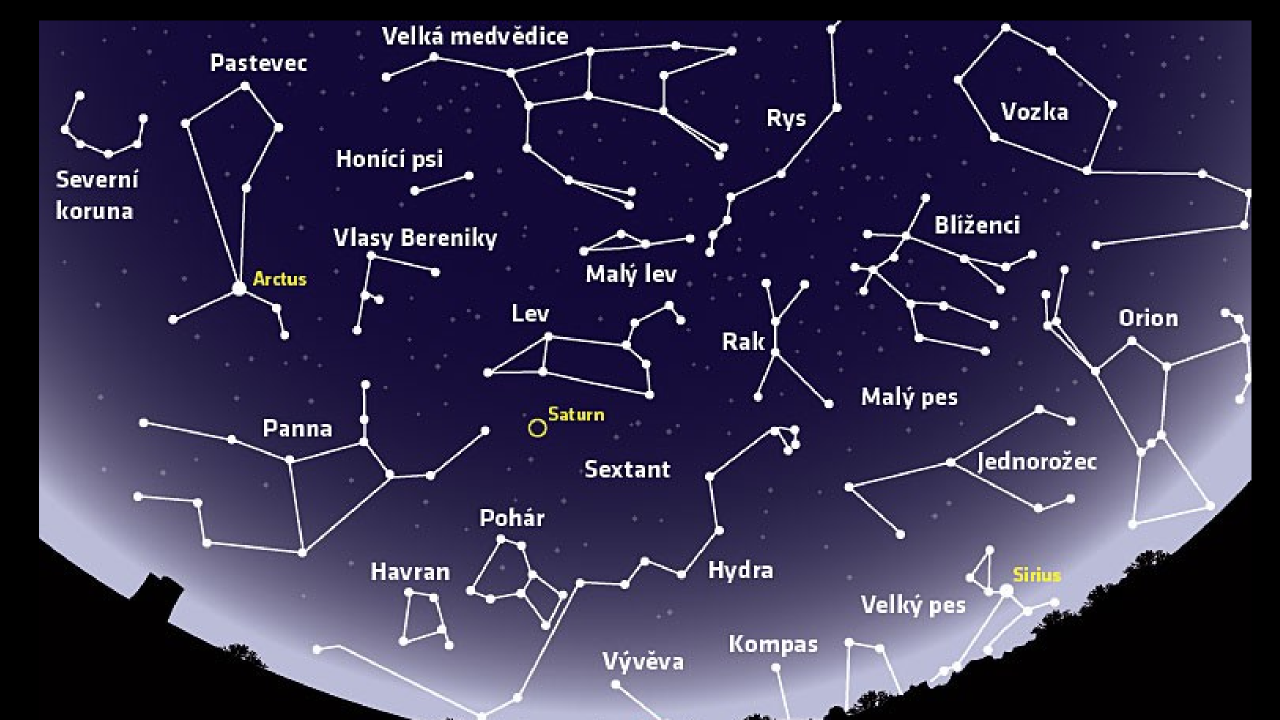 Velká medvědice
Pastevec
Vozka
Rys
Honící psi
Severní
koruna
Blíženci
Vlasy Bereniky
Malý lev
Arctus
Lev
Orion
Rak
Malý pes
Saturn
Panna
Jednorožec
Sextant
Pohár
Havran
Hydra
Sirius
Velký pes
Kompas
Vývěva